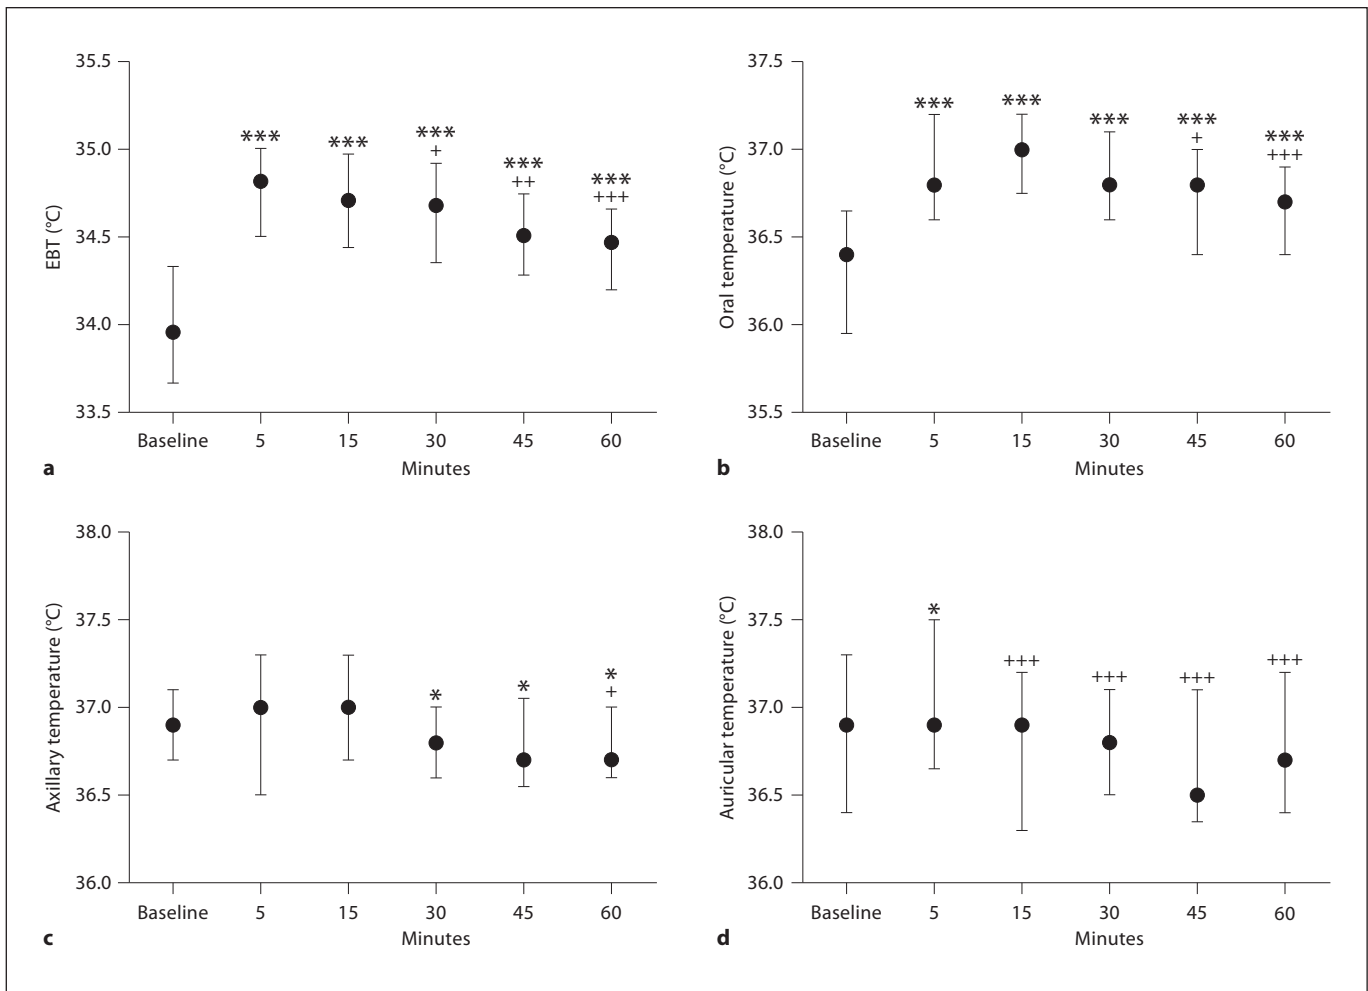 35.5
35.0
34.5
34.0
33.5
EBT (°C)
***
***
***
+
***
++
***
+++
Baseline 5 15 30 45 60
Minutes
a
37.5
37.0
36.5
36.0
35.5
Oral temperature (°C)
***
***
***
***
+
***
+++
Baseline 5 15 30 45 60
Minutes
b
38.0
37.5
37.0
36.5
36.0
Axillary temperature (°C)
*
*
*
+
Baseline 5 15 30 45 60
Minutes
c
38.0
37.5
37.0
36.5
36.0
Auricular temperature (°C)
*
+++
+++
+++
+++
Baseline 5 15 30 45 60
Minutes
d